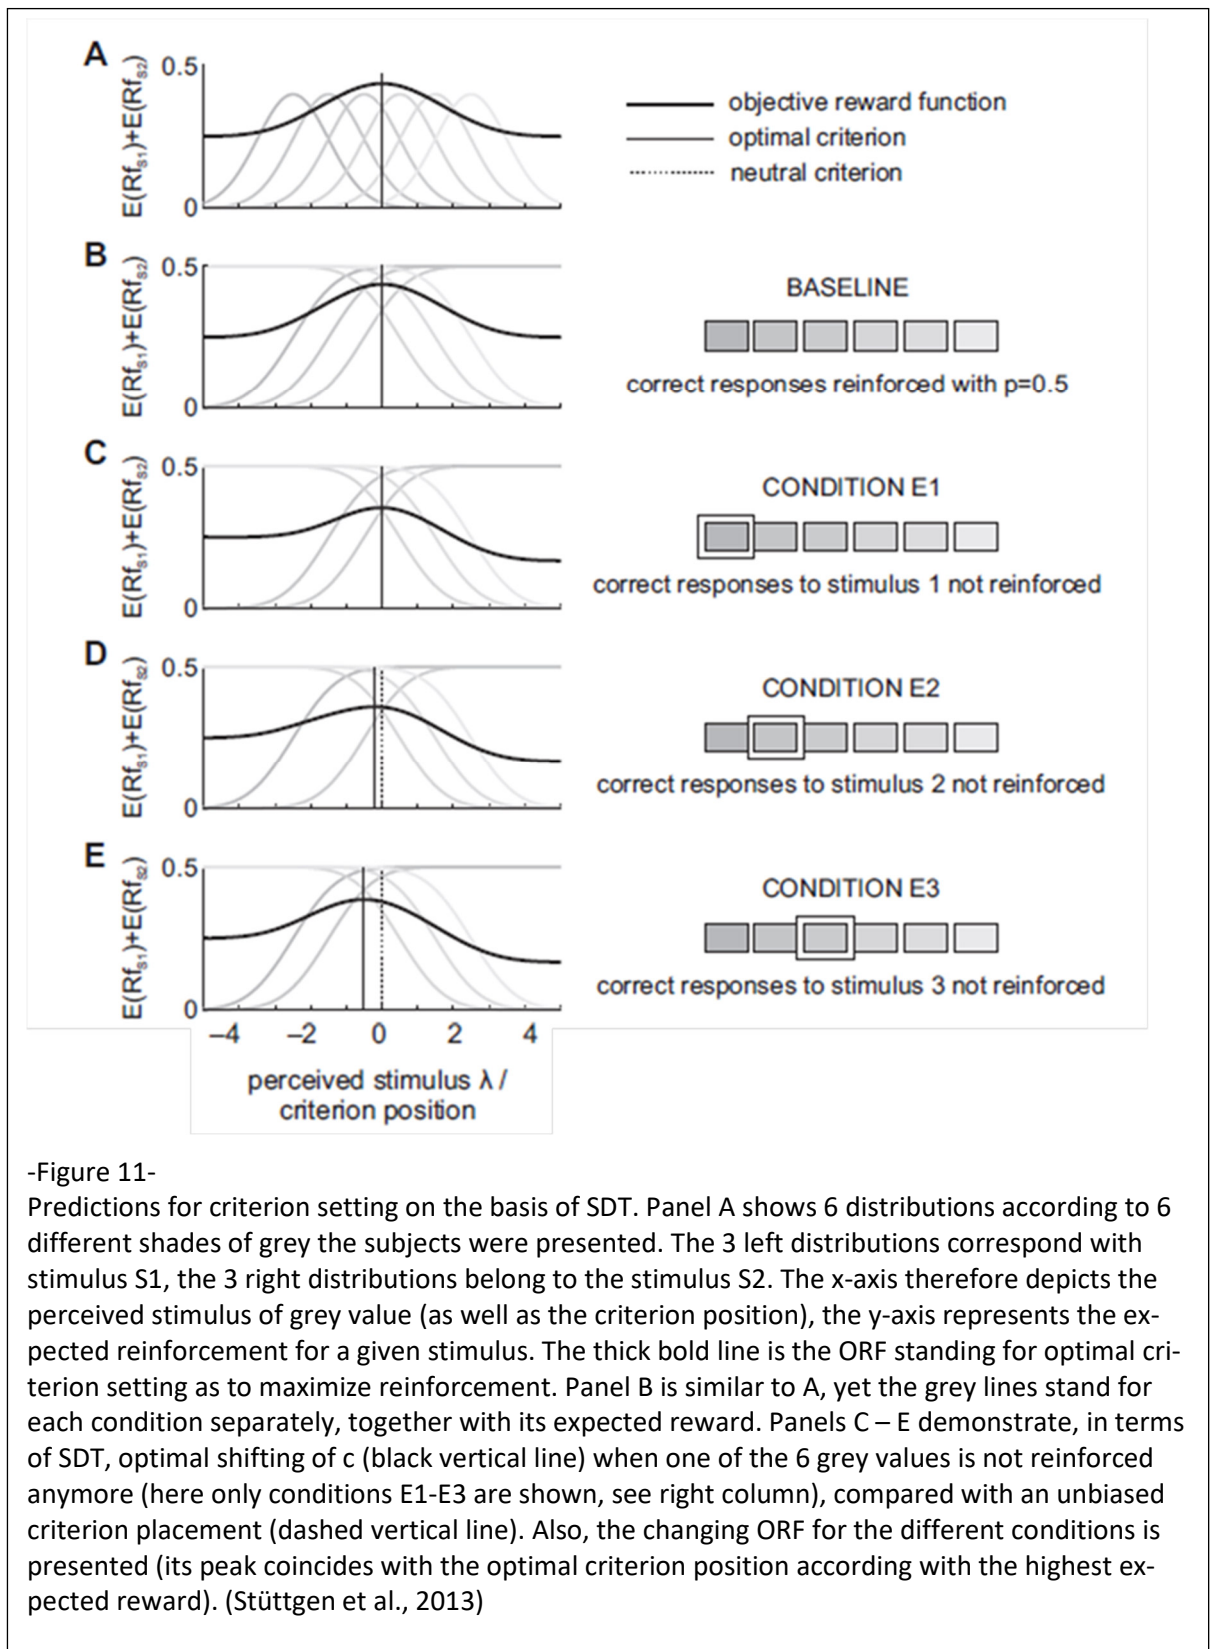 A
0.5
E(Rf_S1)+E(Rf_S2)
0
objective reward function
optimal criterion
neutral criterion
B
0.5
E(Rf_S1)+E(Rf_S2)
0
BASELINE
correct responses reinforced with p=0.5
C
0.5
E(Rf_S1)+E(Rf_S2)
0
CONDITION E1
correct responses to stimulus 1 not reinforced
D
0.5
E(Rf_S1)+E(Rf_S2)
0
CONDITION E2
correct responses to stimulus 2 not reinforced
E
0.5
E(Rf_S1)+E(Rf_S2)
0
CONDITION E3
correct responses to stimulus 3 not reinforced
–4 –2 0 2 4
perceived stimulus λ /
criterion position
-Figure 11-
Predictions for criterion setting on the basis of SDT. Panel A shows 6 distributions according to 6
different shades of grey the subjects were presented. The 3 left distributions correspond with
stimulus S1, the 3 right distributions belong to the stimulus S2. The x-axis therefore depicts the
perceived stimulus of grey value (as well as the criterion position), the y-axis represents the ex-
pected reinforcement for a given stimulus. The thick bold line is the ORF standing for optimal cri-
terion setting as to maximize reinforcement. Panel B is similar to A, yet the grey lines stand for
each condition separately, together with its expected reward. Panels C – E demonstrate, in terms
of SDT, optimal shifting of c (black vertical line) when one of the 6 grey values is not reinforced
anymore (here only conditions E1-E3 are shown, see right column), compared with an unbiased
criterion placement (dashed vertical line). Also, the changing ORF for the different conditions is
presented (its peak coincides with the optimal criterion position according with the highest ex-
pected reward). (Stüttgen et al., 2013)